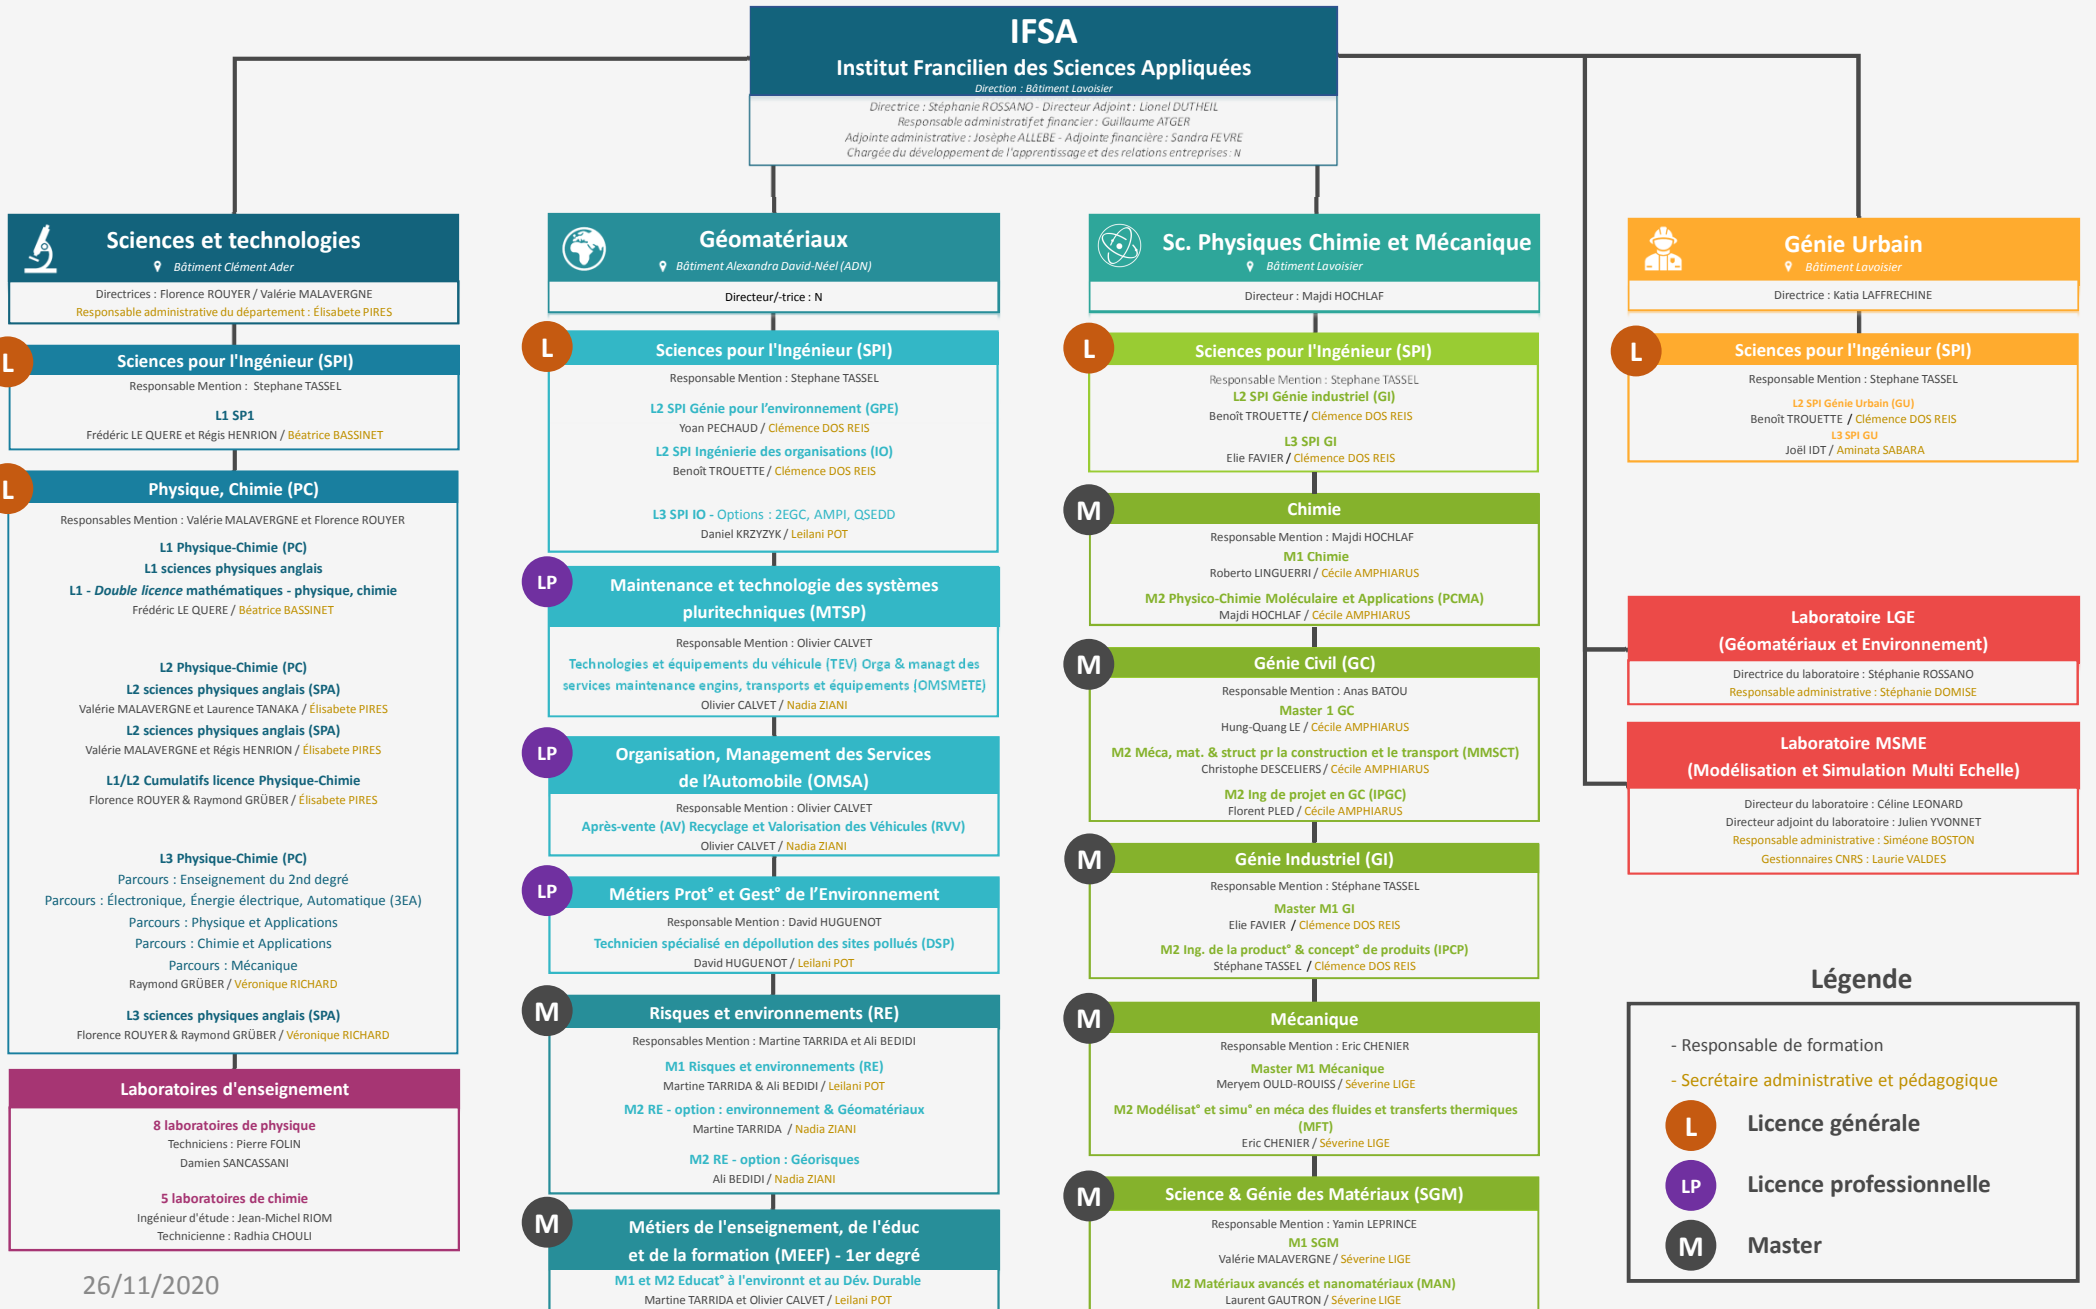 IFSA
Institut Francilien des Sciences Appliquées
Direction : Bâtiment Lavoisier
Directrice : Stéphanie ROSSANO - Directeur Adjoint : Lionel DUTHEIL
Responsable administratif et financier : Guillaume ATGER
Adjointe administrative : Josèphe ALLEBE - Adjointe financière : Sandra FEVRE
Chargée du développement de l'apprentissage et des relations entreprises : N
Sciences et technologies
Bâtiment Clément Ader
Directrices : Florence ROUYER / Valérie MALAVERGNE
Responsable administrative du département : Élisabete PIRES
L
Sciences pour l'Ingénieur (SPI)
Responsable Mention : Stephane TASSEL
L1 SP1
Frédéric LE QUERE et Régis HENRION / Béatrice BASSINET
L
Physique, Chimie (PC)
Responsables Mention : Valérie MALAVERGNE et Florence ROUYER
L1 Physique-Chimie (PC)
L1 sciences physiques anglais
L1 - Double licence mathématiques - physique, chimie
Frédéric LE QUERE / Béatrice BASSINET
L2 Physique-Chimie (PC)
L2 sciences physiques anglais (SPA)
Valérie MALAVERGNE et Laurence TANAKA / Élisabete PIRES
L2 sciences physiques anglais (SPA)
Valérie MALAVERGNE et Régis HENRION / Élisabete PIRES
L1/L2 Cumulatifs licence Physique-Chimie
Florence ROUYER & Raymond GRÜBER / Élisabete PIRES
L3 Physique-Chimie (PC)
Parcours : Enseignement du 2nd degré
Parcours : Électronique, Énergie électrique, Automatique (3EA)
Parcours : Physique et Applications
Parcours : Chimie et Applications
Parcours : Mécanique
Raymond GRÜBER / Véronique RICHARD
L3 sciences physiques anglais (SPA)
Florence ROUYER & Raymond GRÜBER / Véronique RICHARD
Laboratoires d'enseignement
8 laboratoires de physique
Techniciens : Pierre FOLIN
Damien SANCASSANI
5 laboratoires de chimie
Ingénieur d'étude : Jean-Michel RIOM
Technicienne : Radhia CHOULI
26/11/2020
Géomatériaux
Bâtiment Alexandra David-Néel (ADN)
Directeur/-trice : N
L
Sciences pour l'Ingénieur (SPI)
Responsable Mention : Stephane TASSEL
L2 SPI Génie pour l'environnement (GPE)
Yoan PECHAUD / Clémence DOS REIS
L2 SPI Ingénierie des organisations (IO)
Benoît TROUETTE / Clémence DOS REIS
L3 SPI IO - Options : 2EGC, AMPI, QSEDD
Daniel KRZYZYK / Leilani POT
LP
Maintenance et technologie des systèmes
pluritechniques (MTSP)
Responsable Mention : Olivier CALVET
Technologies et équipements du véhicule (TEV) Orga & managt des
services maintenance engins, transports et équipements (OMSMETE)
Olivier CALVET / Nadia ZIANI
LP
Organisation, Management des Services
de l'Automobile (OMSA)
Responsable Mention : Olivier CALVET
Après-vente (AV) Recyclage et Valorisation des Véhicules (RVV)
Olivier CALVET / Nadia ZIANI
LP
Métiers Prot° et Gest° de l'Environnement
Responsable Mention : David HUGUENOT
Technicien spécialisé en dépollution des sites pollués (DSP)
David HUGUENOT / Leilani POT
M
Risques et environnements (RE)
Responsables Mention : Martine TARRIDA et Ali BEDIDI
M1 Risques et environnements (RE)
Martine TARRIDA & Ali BEDIDI / Leilani POT
M2 RE - option : environnement & Géomatériaux
Martine TARRIDA / Nadia ZIANI
M2 RE - option : Géorisques
Ali BEDIDI / Nadia ZIANI
M
Métiers de l'enseignement, de l'éduc
et de la formation (MEEF) - 1er degré
M1 et M2 Educat° à l'environnt et au Dév. Durable
Martine TARRIDA et Olivier CALVET / Leilani POT
Sc. Physiques Chimie et Mécanique
Bâtiment Lavoisier
Directeur : Majdi HOCHLAF
L
Sciences pour l'Ingénieur (SPI)
Responsable Mention : Stephane TASSEL
L2 SPI Génie industriel (GI)
Benoît TROUETTE / Clémence DOS REIS
L3 SPI GI
Elie FAVIER / Clémence DOS REIS
M
Chimie
Responsable Mention : Majdi HOCHLAF
M1 Chimie
Roberto LINGUERRI / Cécile AMPHIARUS
M2 Physico-Chimie Moléculaire et Applications (PCMA)
Majdi HOCHLAF / Cécile AMPHIARUS
M
Génie Civil (GC)
Responsable Mention : Anas BATOU
Master 1 GC
Hung-Quang LE / Cécile AMPHIARUS
M2 Méca, mat. & struct pr la construction et le transport (MMSCT)
Christophe DESCELIERS / Cécile AMPHIARUS
M2 Ing de projet en GC (IPGC)
Florent PLED / Cécile AMPHIARUS
M
Génie Industriel (GI)
Responsable Mention : Stéphane TASSEL
Master M1 GI
Elie FAVIER / Clémence DOS REIS
M2 Ing. de la product° & concept° de produits (IPCP)
Stéphane TASSEL / Clémence DOS REIS
M
Mécanique
Responsable Mention : Eric CHENIER
Master M1 Mécanique
Meryem OULD-ROUISS / Séverine LIGE
M2 Modélisat° et simu° en méca des fluides et transferts thermiques
(MFT)
Eric CHENIER / Séverine LIGE
M
Science & Génie des Matériaux (SGM)
Responsable Mention : Yamin LEPRINCE
M1 SGM
Valérie MALAVERGNE / Séverine LIGE
M2 Matériaux avancés et nanomatériaux (MAN)
Laurent GAUTRON / Séverine LIGE
Génie Urbain
Bâtiment Lavoisier
Directrice : Katia LAFFRECHINE
L
Sciences pour l'Ingénieur (SPI)
Responsable Mention : Stephane TASSEL
L2 SPI Génie Urbain (GU)
Benoît TROUETTE / Clémence DOS REIS
L3 SPI GU
Joël IDT / Aminata SABARA
Laboratoire LGE
(Géomatériaux et Environnement)
Directrice du laboratoire : Stéphanie ROSSANO
Responsable administrative : Stéphanie DOMISE
Laboratoire MSME
(Modélisation et Simulation Multi Echelle)
Directeur du laboratoire : Céline LEONARD
Directeur adjoint du laboratoire : Julien YVONNET
Responsable administrative : Siméone BOSTON
Gestionnaires CNRS : Laurie VALDES
Légende
- Responsable de formation
- Secrétaire administrative et pédagogique
L Licence générale
LP Licence professionnelle
M Master